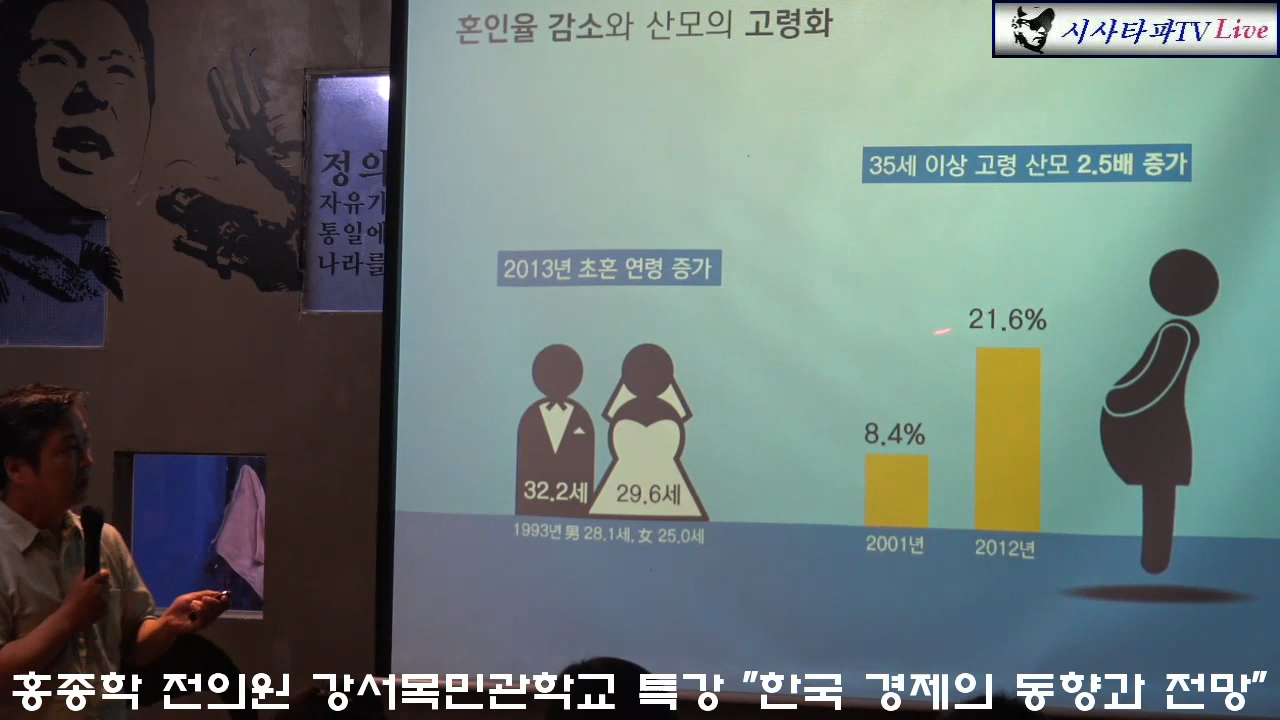 혼인율 감소와 산모의 고령화
시사타파TV Live
정의
자유가
통일에
나라를
35세 이상 고령 산모 2.5배 증가
2013년 초혼 연령 증가
21.6%
8.4%
32.2세
29.6세
1993년 男 28.1세, 女 25.0세
2001년
2012년
홍종학 전의원 강서목민관학교 특강 "한국 경제의 동향과 전망"